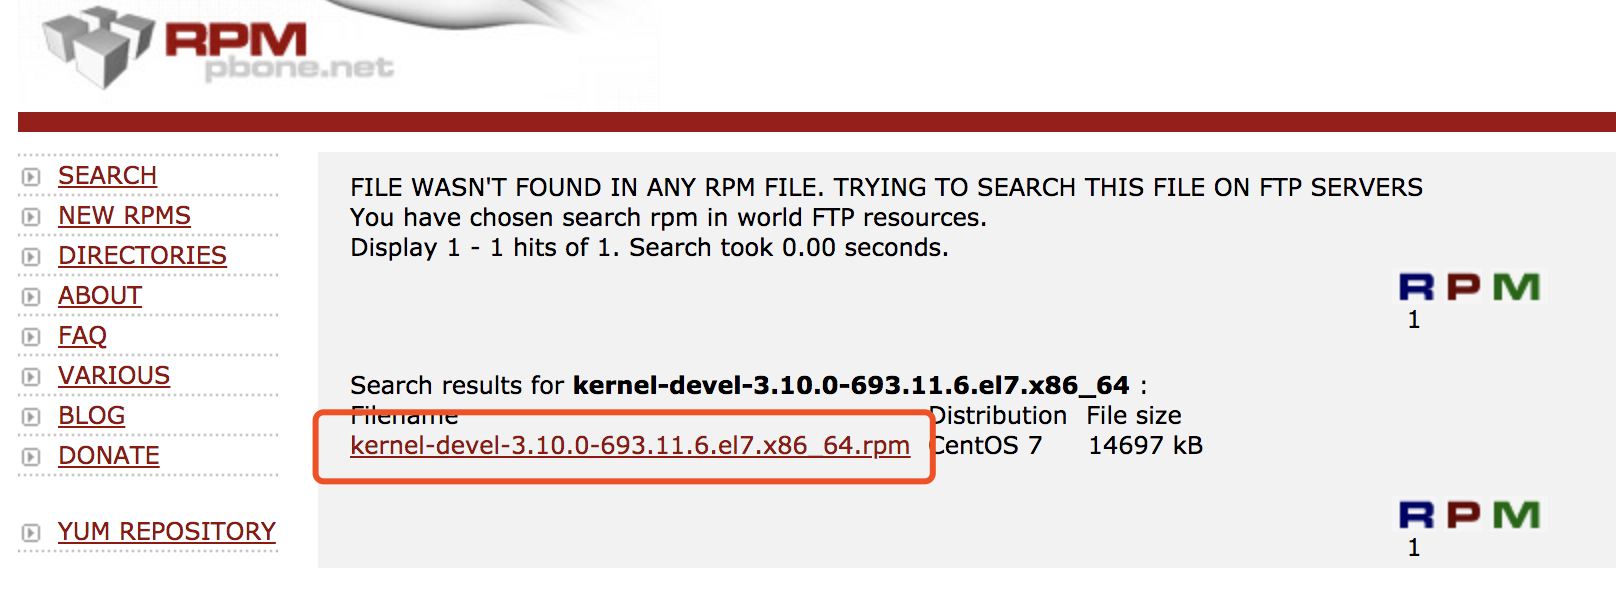 RPM
pbone.net
SEARCH
NEW RPMS
DIRECTORIES
ABOUT
FAQ
VARIOUS
BLOG
DONATE
YUM REPOSITORY
FILE WASN'T FOUND IN ANY RPM FILE. TRYING TO SEARCH THIS FILE ON FTP SERVERS
You have chosen search rpm in world FTP resources.
Display 1 - 1 hits of 1. Search took 0.00 seconds.
RPM
1
Search results for kernel-devel-3.10.0-693.11.6.el7.x86_64 :
Filename Distribution File size
kernel-devel-3.10.0-693.11.6.el7.x86_64.rpm CentOS 7 14697 kB
RPM
1